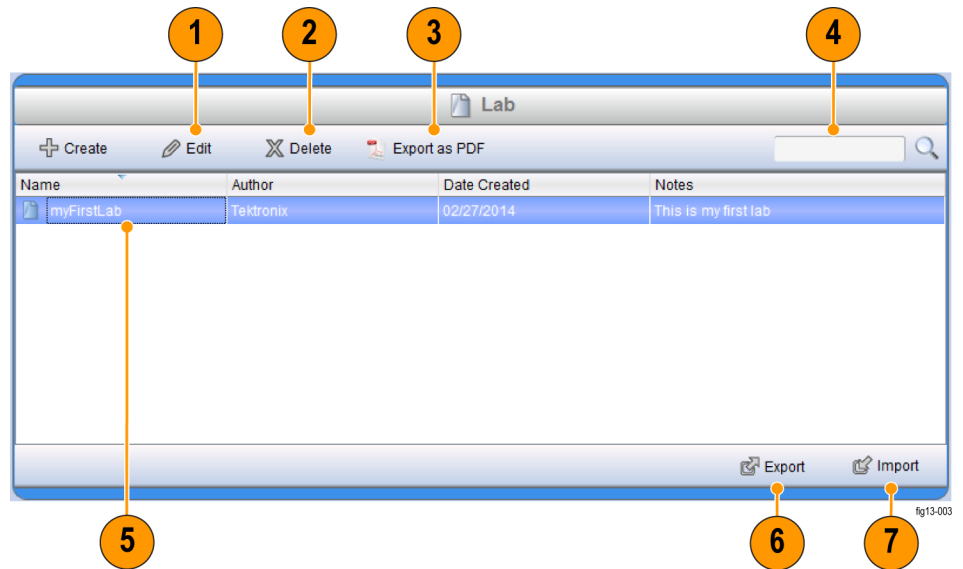 1 2 3 4
Lab
Create Edit Delete Export as PDF
Name Author Date Created Notes
myFirstLab Tektronix 02/27/2014 This is my first lab
Export Import
fig13-003
5 6 7